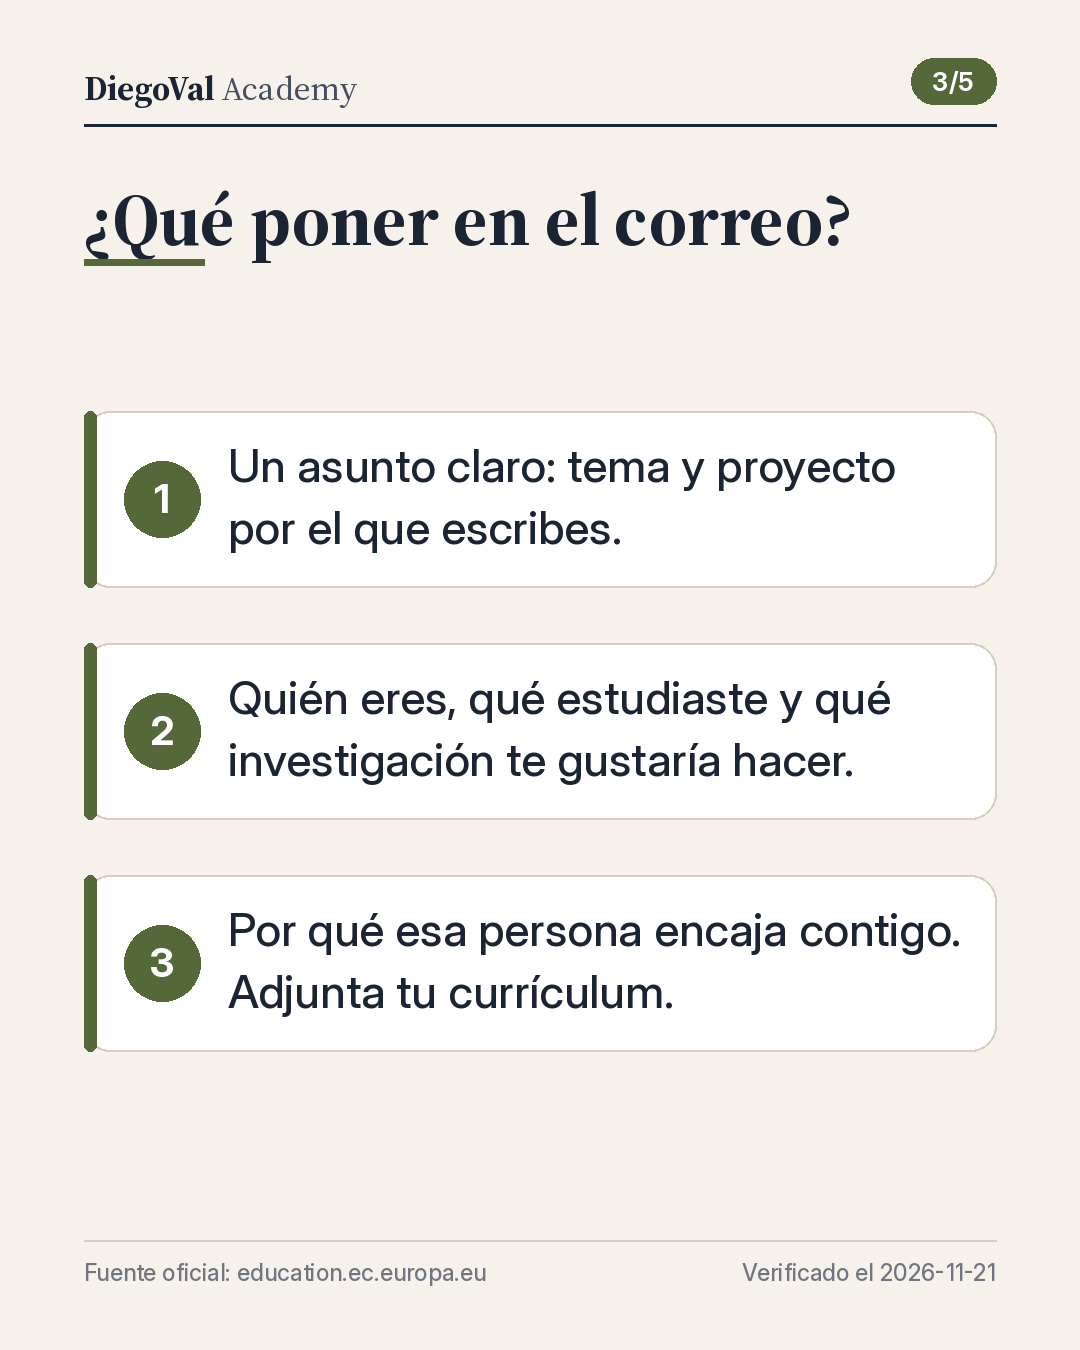 DiegoVal Academy
3/5
¿Qué poner en el correo?
1
Un asunto claro: tema y proyecto
por el que escribes.
2
Quién eres, qué estudiaste y qué
investigación te gustaría hacer.
3
Por qué esa persona encaja contigo.
Adjunta tu currículum.
Fuente oficial: education.ec.europa.eu
Verificado el 2026-11-21